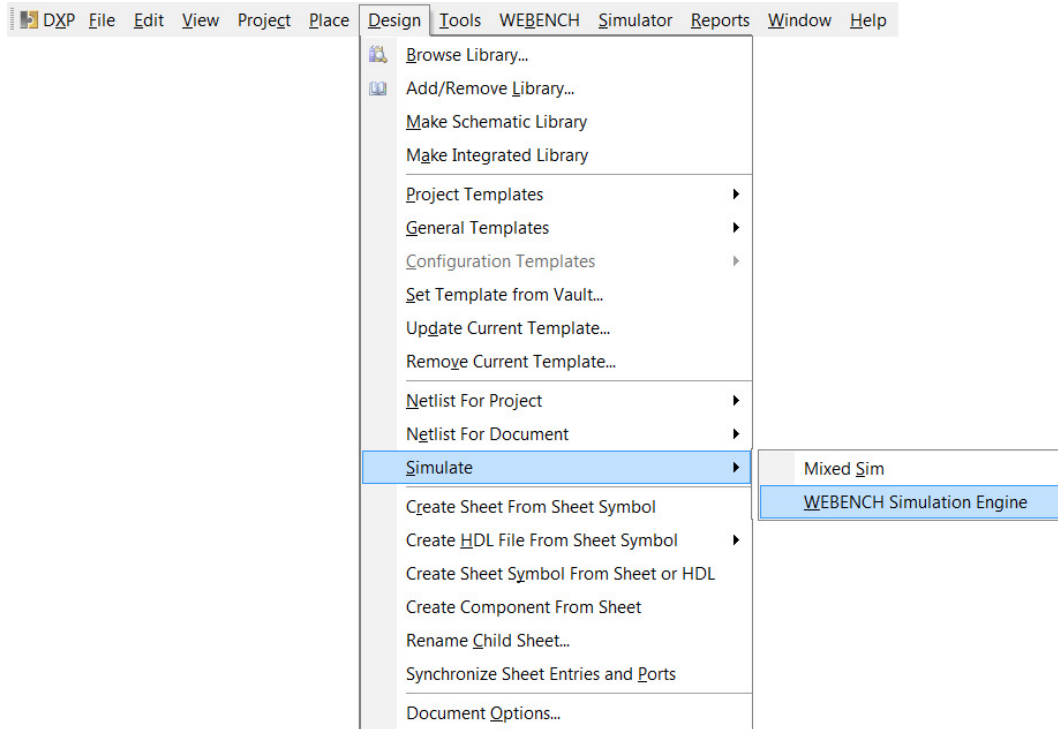 DXP File Edit View Project Place Design Tools WEBENCH Simulator Reports Window Help
Browse Library...
Add/Remove Library...
Make Schematic Library
Make Integrated Library
Project Templates
General Templates
Configuration Templates
Set Template from Vault...
Update Current Template...
Remove Current Template...
Netlist For Project
Netlist For Document
Simulate
Mixed Sim
WEBENCH Simulation Engine
Create Sheet From Sheet Symbol
Create HDL File From Sheet Symbol
Create Sheet Symbol From Sheet or HDL
Create Component From Sheet
Rename Child Sheet...
Synchronize Sheet Entries and Ports
Document Options...